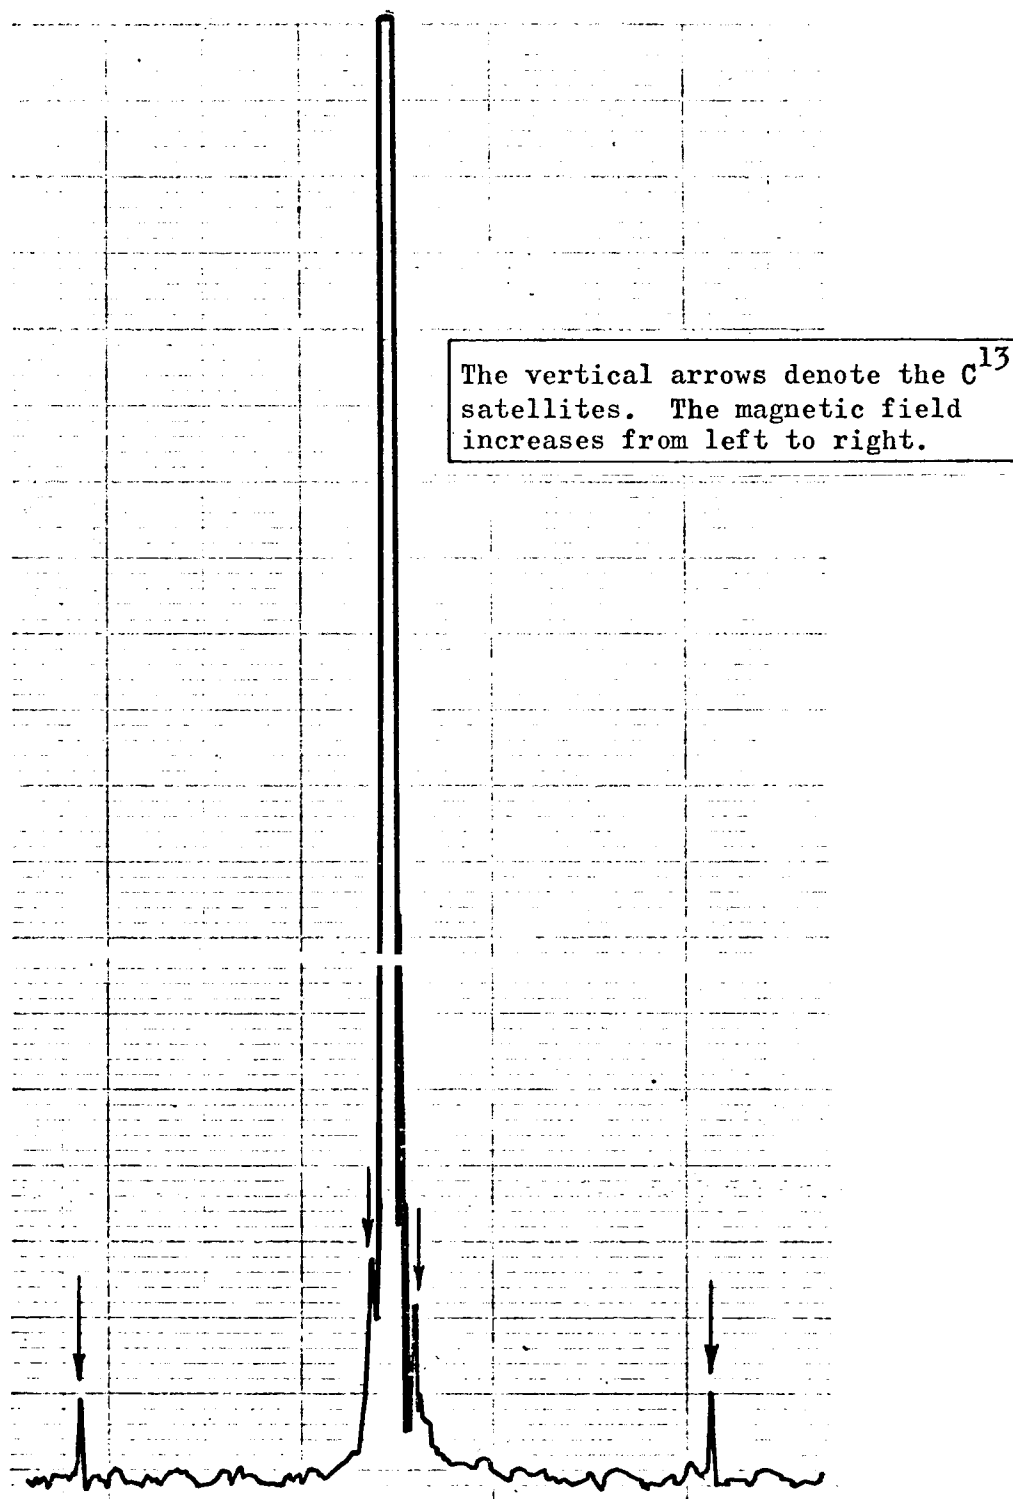 The vertical arrows denote the C¹³
satellites. The magnetic field
increases from left to right.